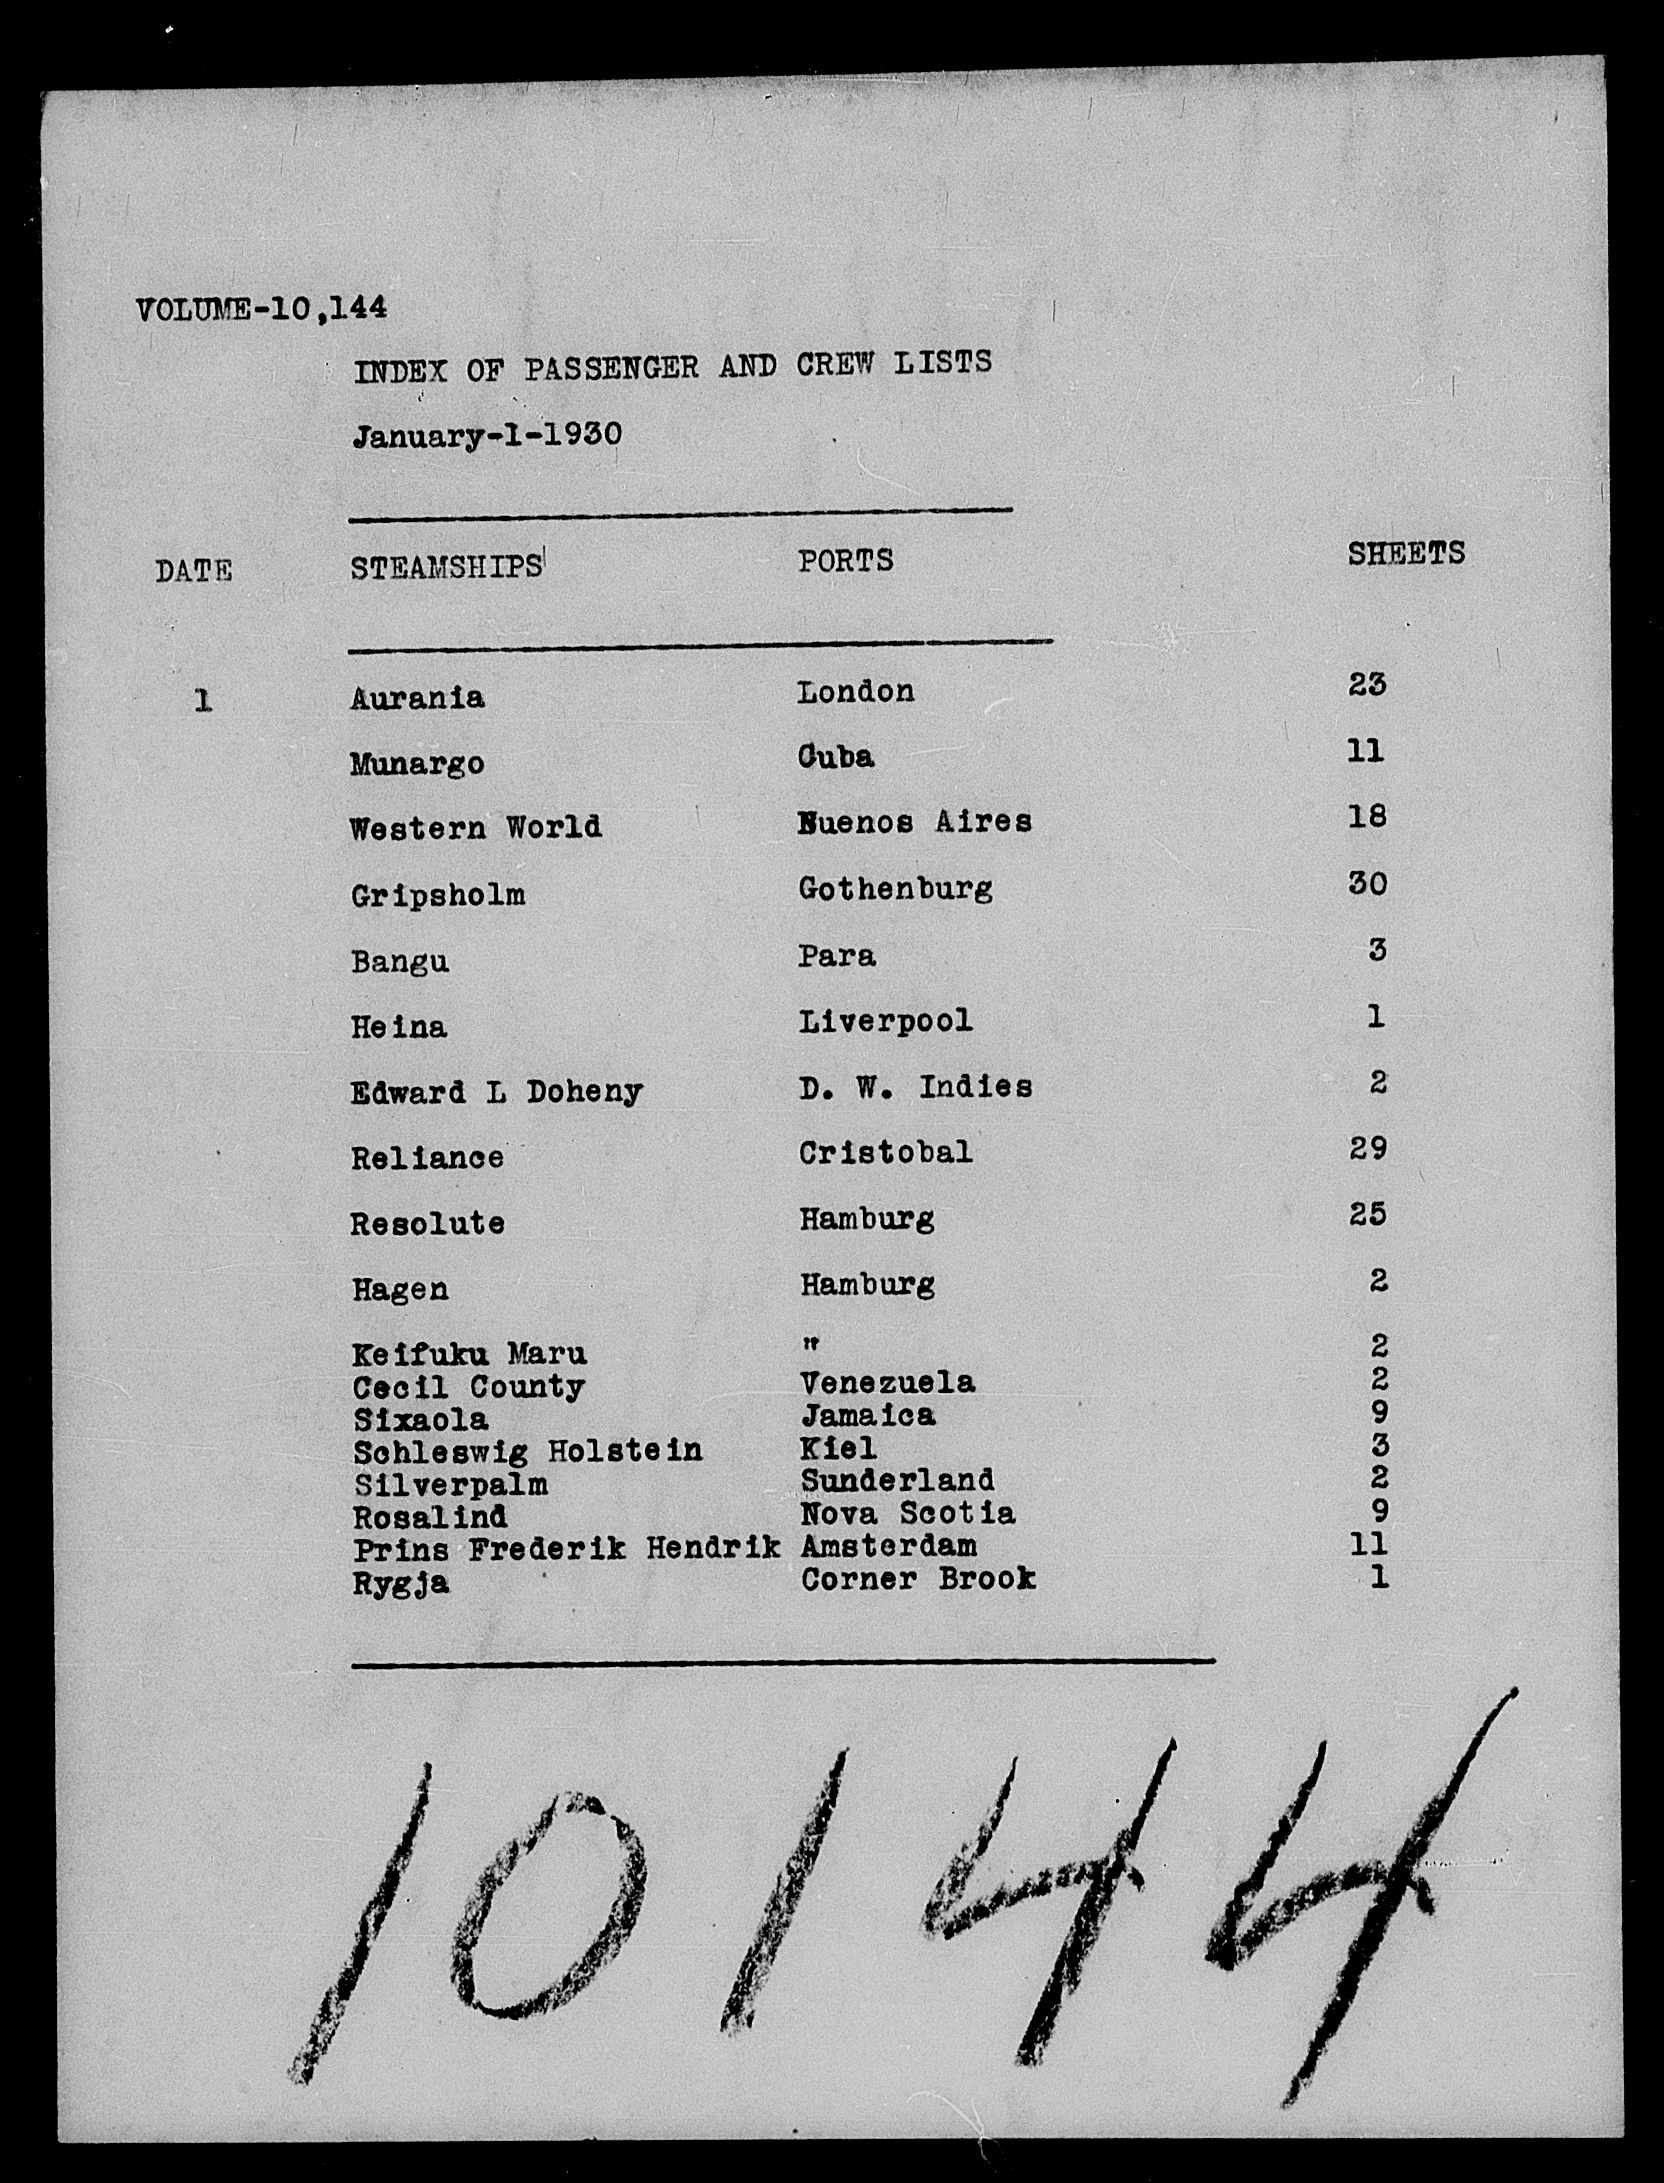 VOLUME-10,144
INDEX OF PASSENGER AND CREW LISTS
January-1-1930
DATE STEAMSHIPS PORTS SHEETS
1 Aurania London 23
Munargo Cuba 11
Western World Buenos Aires 18
Gripsholm Gothenburg 30
Bangu Para 3
Heina Liverpool 1
Edward L Doheny D. W. Indies 2
Reliance Cristobal 29
Resolute Hamburg 25
Hagen Hamburg 2
Keifuku Maru " 2
Cecil County Venezuela 2
Sixaola Jamaica 9
Schleswig Holstein Kiel 3
Silverpalm Sunderland 2
Rosalind Nova Scotia 9
Prins Frederik Hendrik Amsterdam 11
Rygja Corner Brook 1
10144